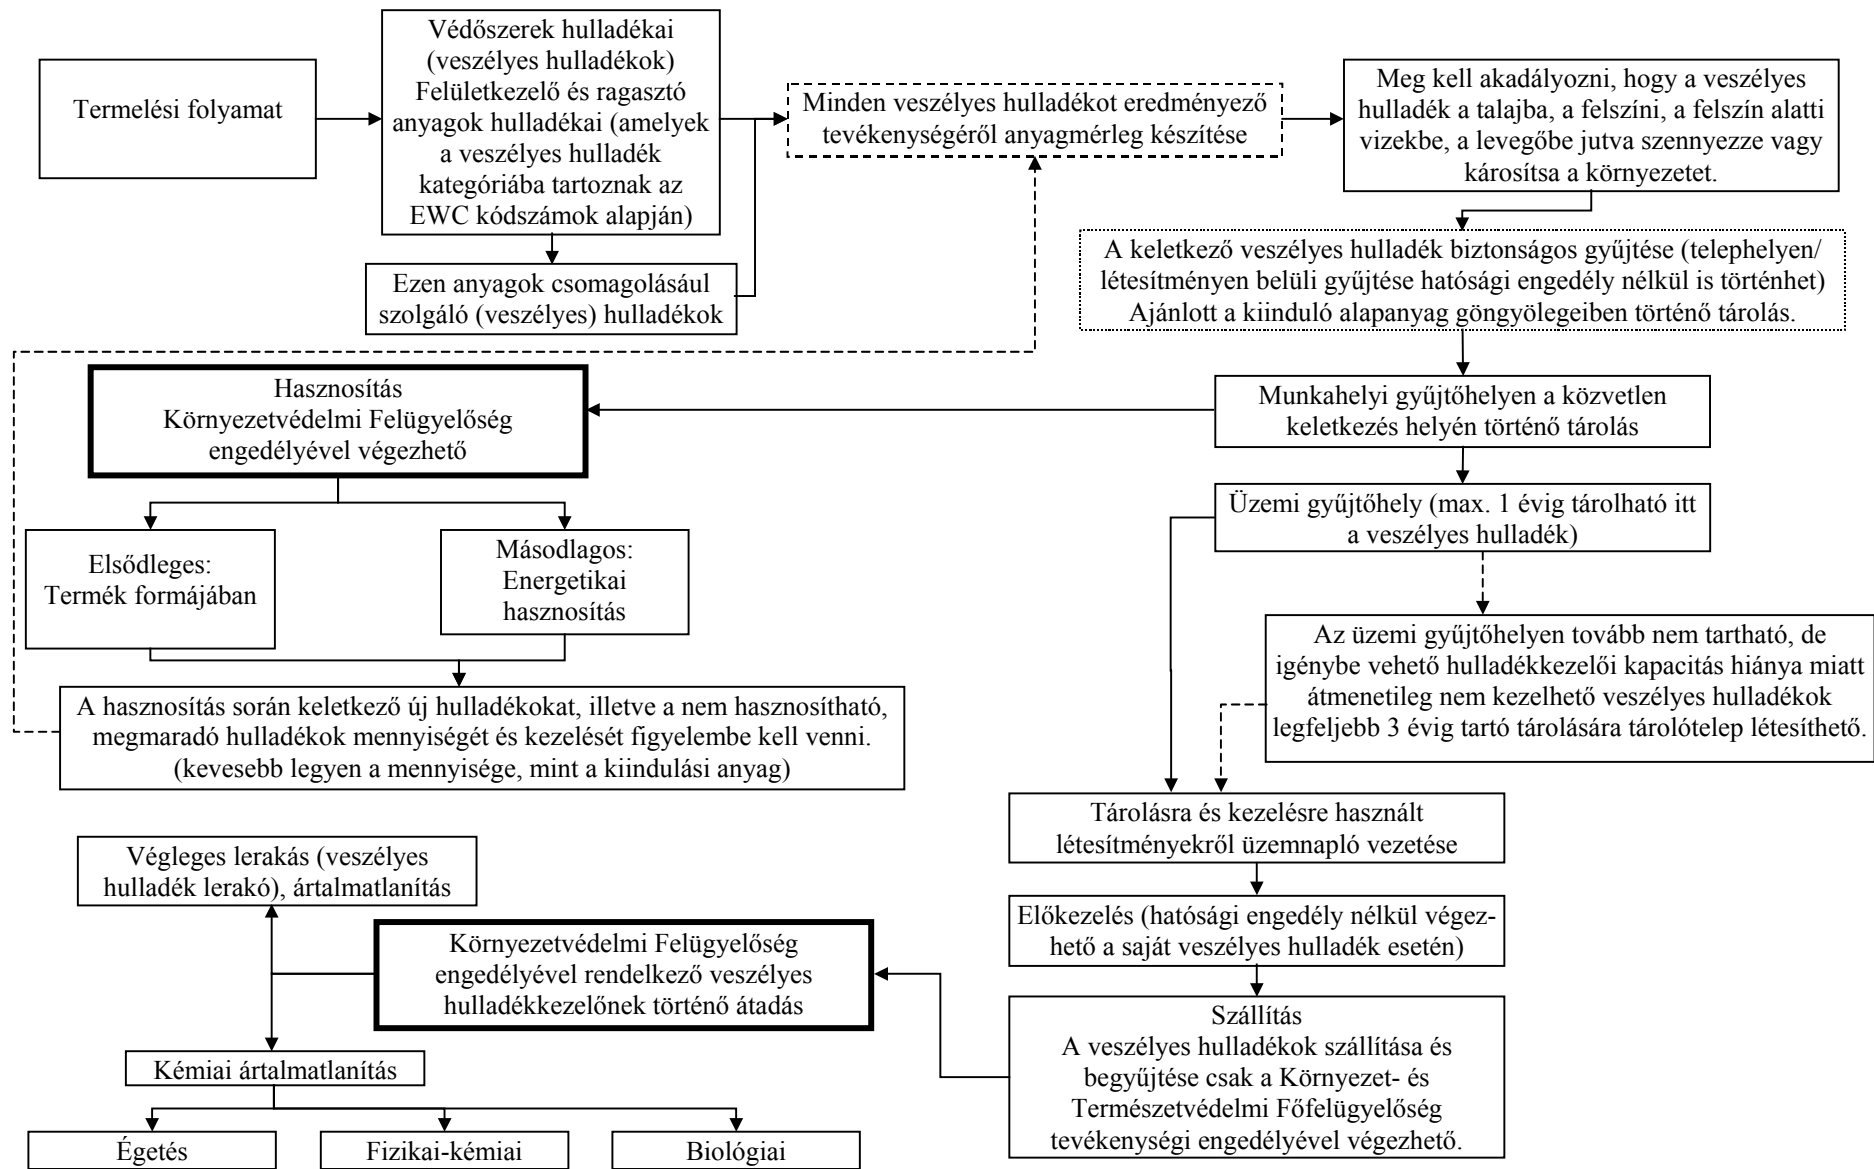 Termelési folyamat
Védőszerek hulladékai
(veszélyes hulladékok)
Felületkezelő és ragasztó
anyagok hulladékai (amelyek
a veszélyes hulladék
kategóriába tartoznak az
EWC kódszámok alapján)
Ezen anyagok csomagolásául
szolgáló (veszélyes) hulladékok
Minden veszélyes hulladékot eredményező
tevékenységéről anyagmérleg készítése
Meg kell akadályozni, hogy a veszélyes
hulladék a talajba, a felszíni, a felszín alatti
vizekbe, a levegőbe jutva szennyezze vagy
károsítsa a környezetet.
A keletkező veszélyes hulladék biztonságos gyűjtése (telephelyen/
létesítményen belüli gyűjtése hatósági engedély nélkül is történhet)
Ajánlott a kiinduló alapanyag göngyölegeiben történő tárolás.
Munkahelyi gyűjtőhelyen a közvetlen
keletkezés helyén történő tárolás
Hasznosítás
Környezetvédelmi Felügyelőség
engedélyével végezhető
Elsődleges:
Termék formájában
Másodlagos:
Energetikai
hasznosítás
A hasznosítás során keletkező új hulladékokat, illetve a nem hasznosítható,
megmaradó hulladékok mennyiségét és kezelését figyelembe kell venni.
(kevesebb legyen a mennyisége, mint a kiindulási anyag)
Üzemi gyűjtőhely (max. 1 évig tárolható itt
a veszélyes hulladék)
Az üzemi gyűjtőhelyen tovább nem tartható, de
igénybe vehető hulladékkezelői kapacitás hiánya miatt
átmenetileg nem kezelhető veszélyes hulladékok
legfeljebb 3 évig tartó tárolására tárolótelep létesíthető.
Tárolásra és kezelésre használt
létesítményekről üzemnapló vezetése
Előkezelés (hatósági engedély nélkül végez-
hető a saját veszélyes hulladék esetén)
Szállítás
A veszélyes hulladékok szállítása és
begyűjtése csak a Környezet- és
Természetvédelmi Főfelügyelőség
tevékenységi engedélyével végezhető.
Környezetvédelmi Felügyelőség
engedélyével rendelkező veszélyes
hulladékkezelőnek történő átadás
Végleges lerakás (veszélyes
hulladék lerakó), ártalmatlanítás
Kémiai ártalmatlanítás
Égetés
Fizikai-kémiai
Biológiai